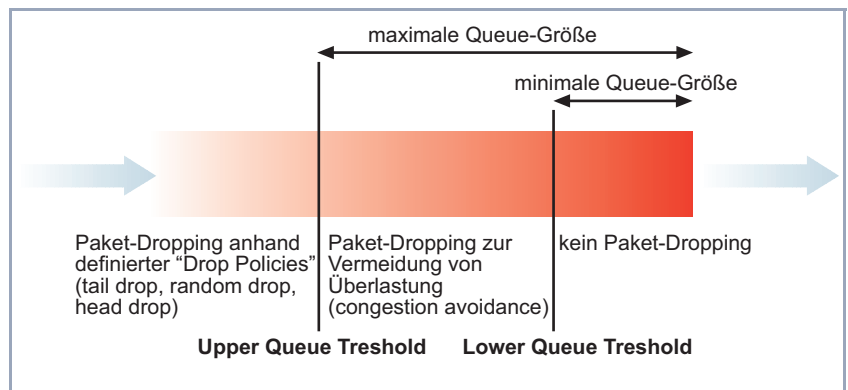 maximale Queue-Größe
minimale Queue-Größe
Paket-Dropping anhand
definierter “Drop Policies”
(tail drop, random drop,
head drop)
Paket-Dropping zur
Vermeidung von
Überlastung
(congestion avoidance)
kein Paket-Dropping
Upper Queue Treshold
Lower Queue Treshold